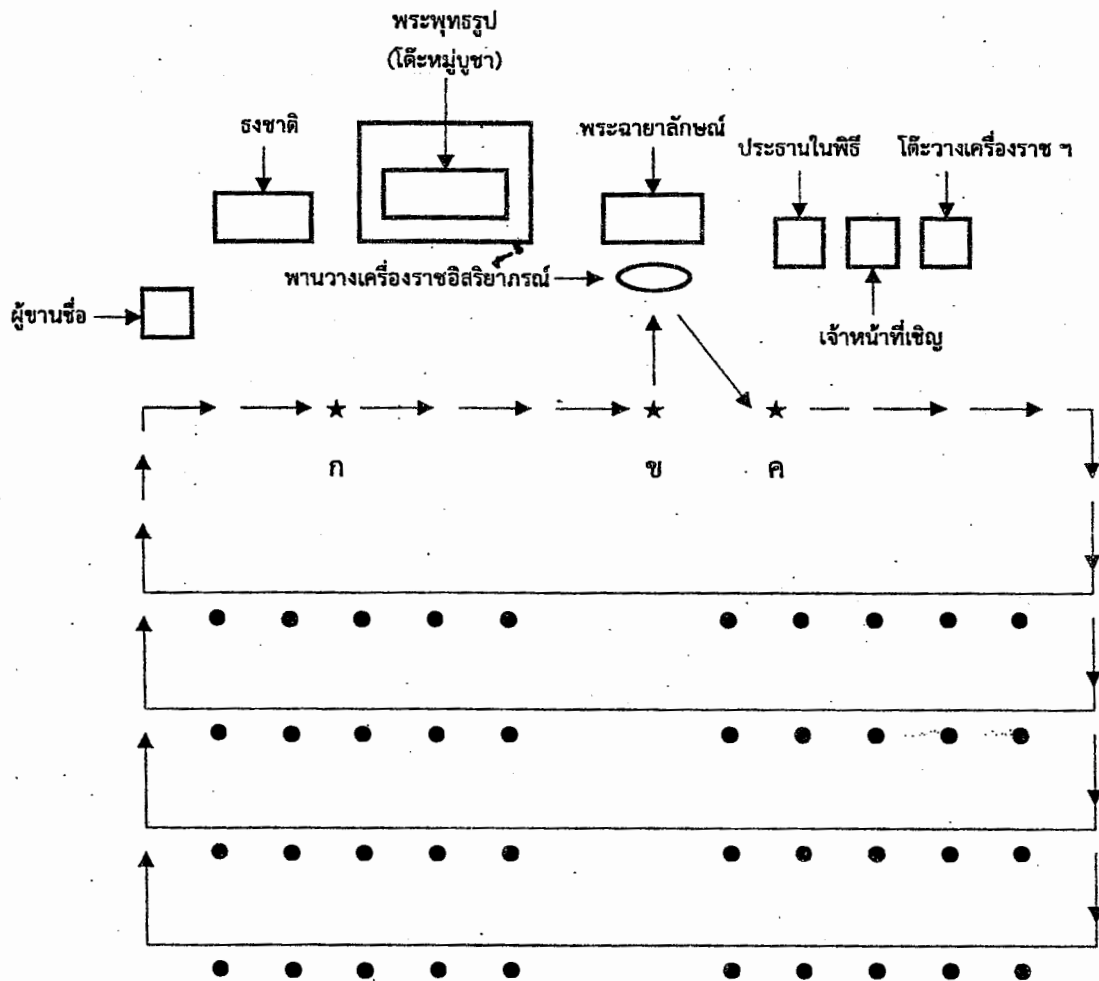 พระพุทธรูป
(โต๊ะหมู่บูชา)
ธงชาติ
พระฉายาลักษณ์
ประธานในพิธี
โต๊ะวางเครื่องราช ฯ
พานวางเครื่องราชอิสริยาภรณ์
ผู้ขานชื่อ
เจ้าหน้าที่เชิญ
ก
ข
ค